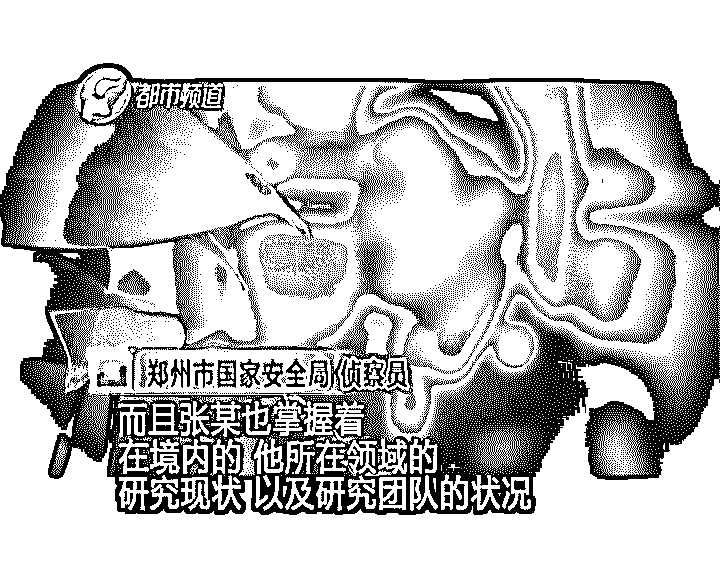 都市频道
郑州市国家安全局 侦察员
而且张某也掌握着
在境内的 他所在领域的
研究现状 以及研究团队的状况